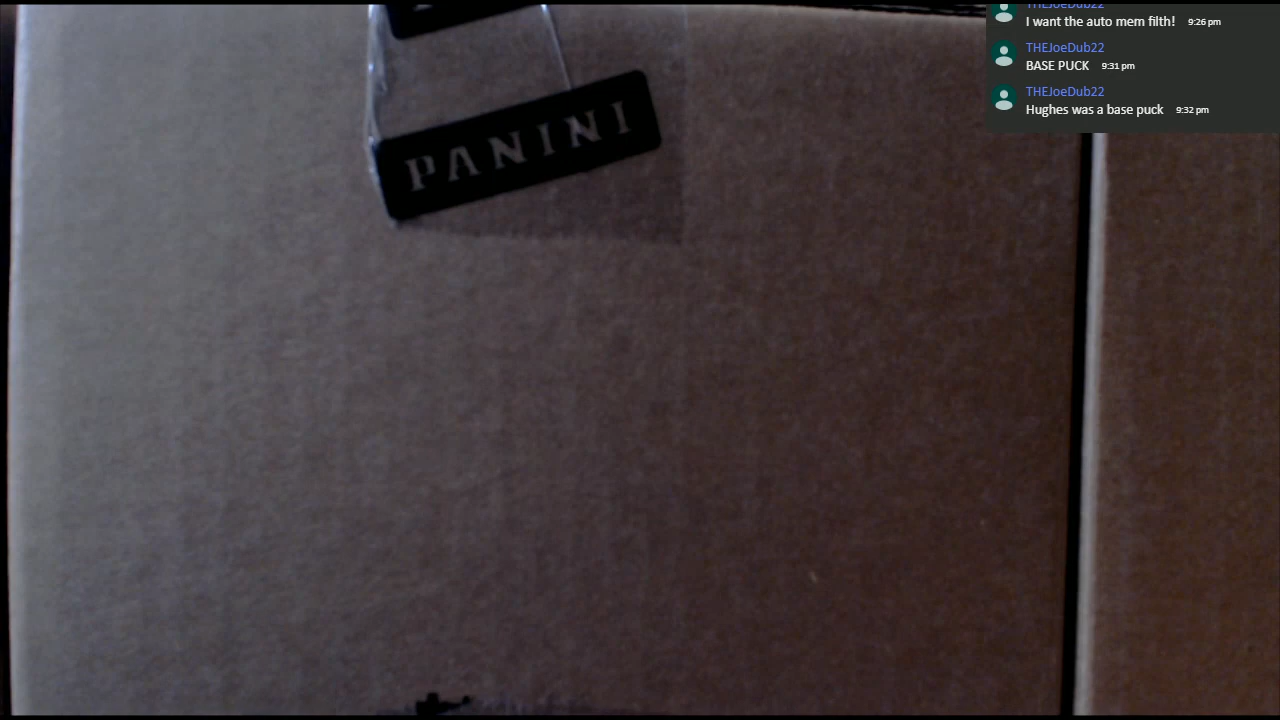 PANINI
THEJoeDub22
I want the auto mem filth! 9:26 pm
THEJoeDub22
BASE PUCK 9:31 pm
THEJoeDub22
Hughes was a base puck 9:32 pm